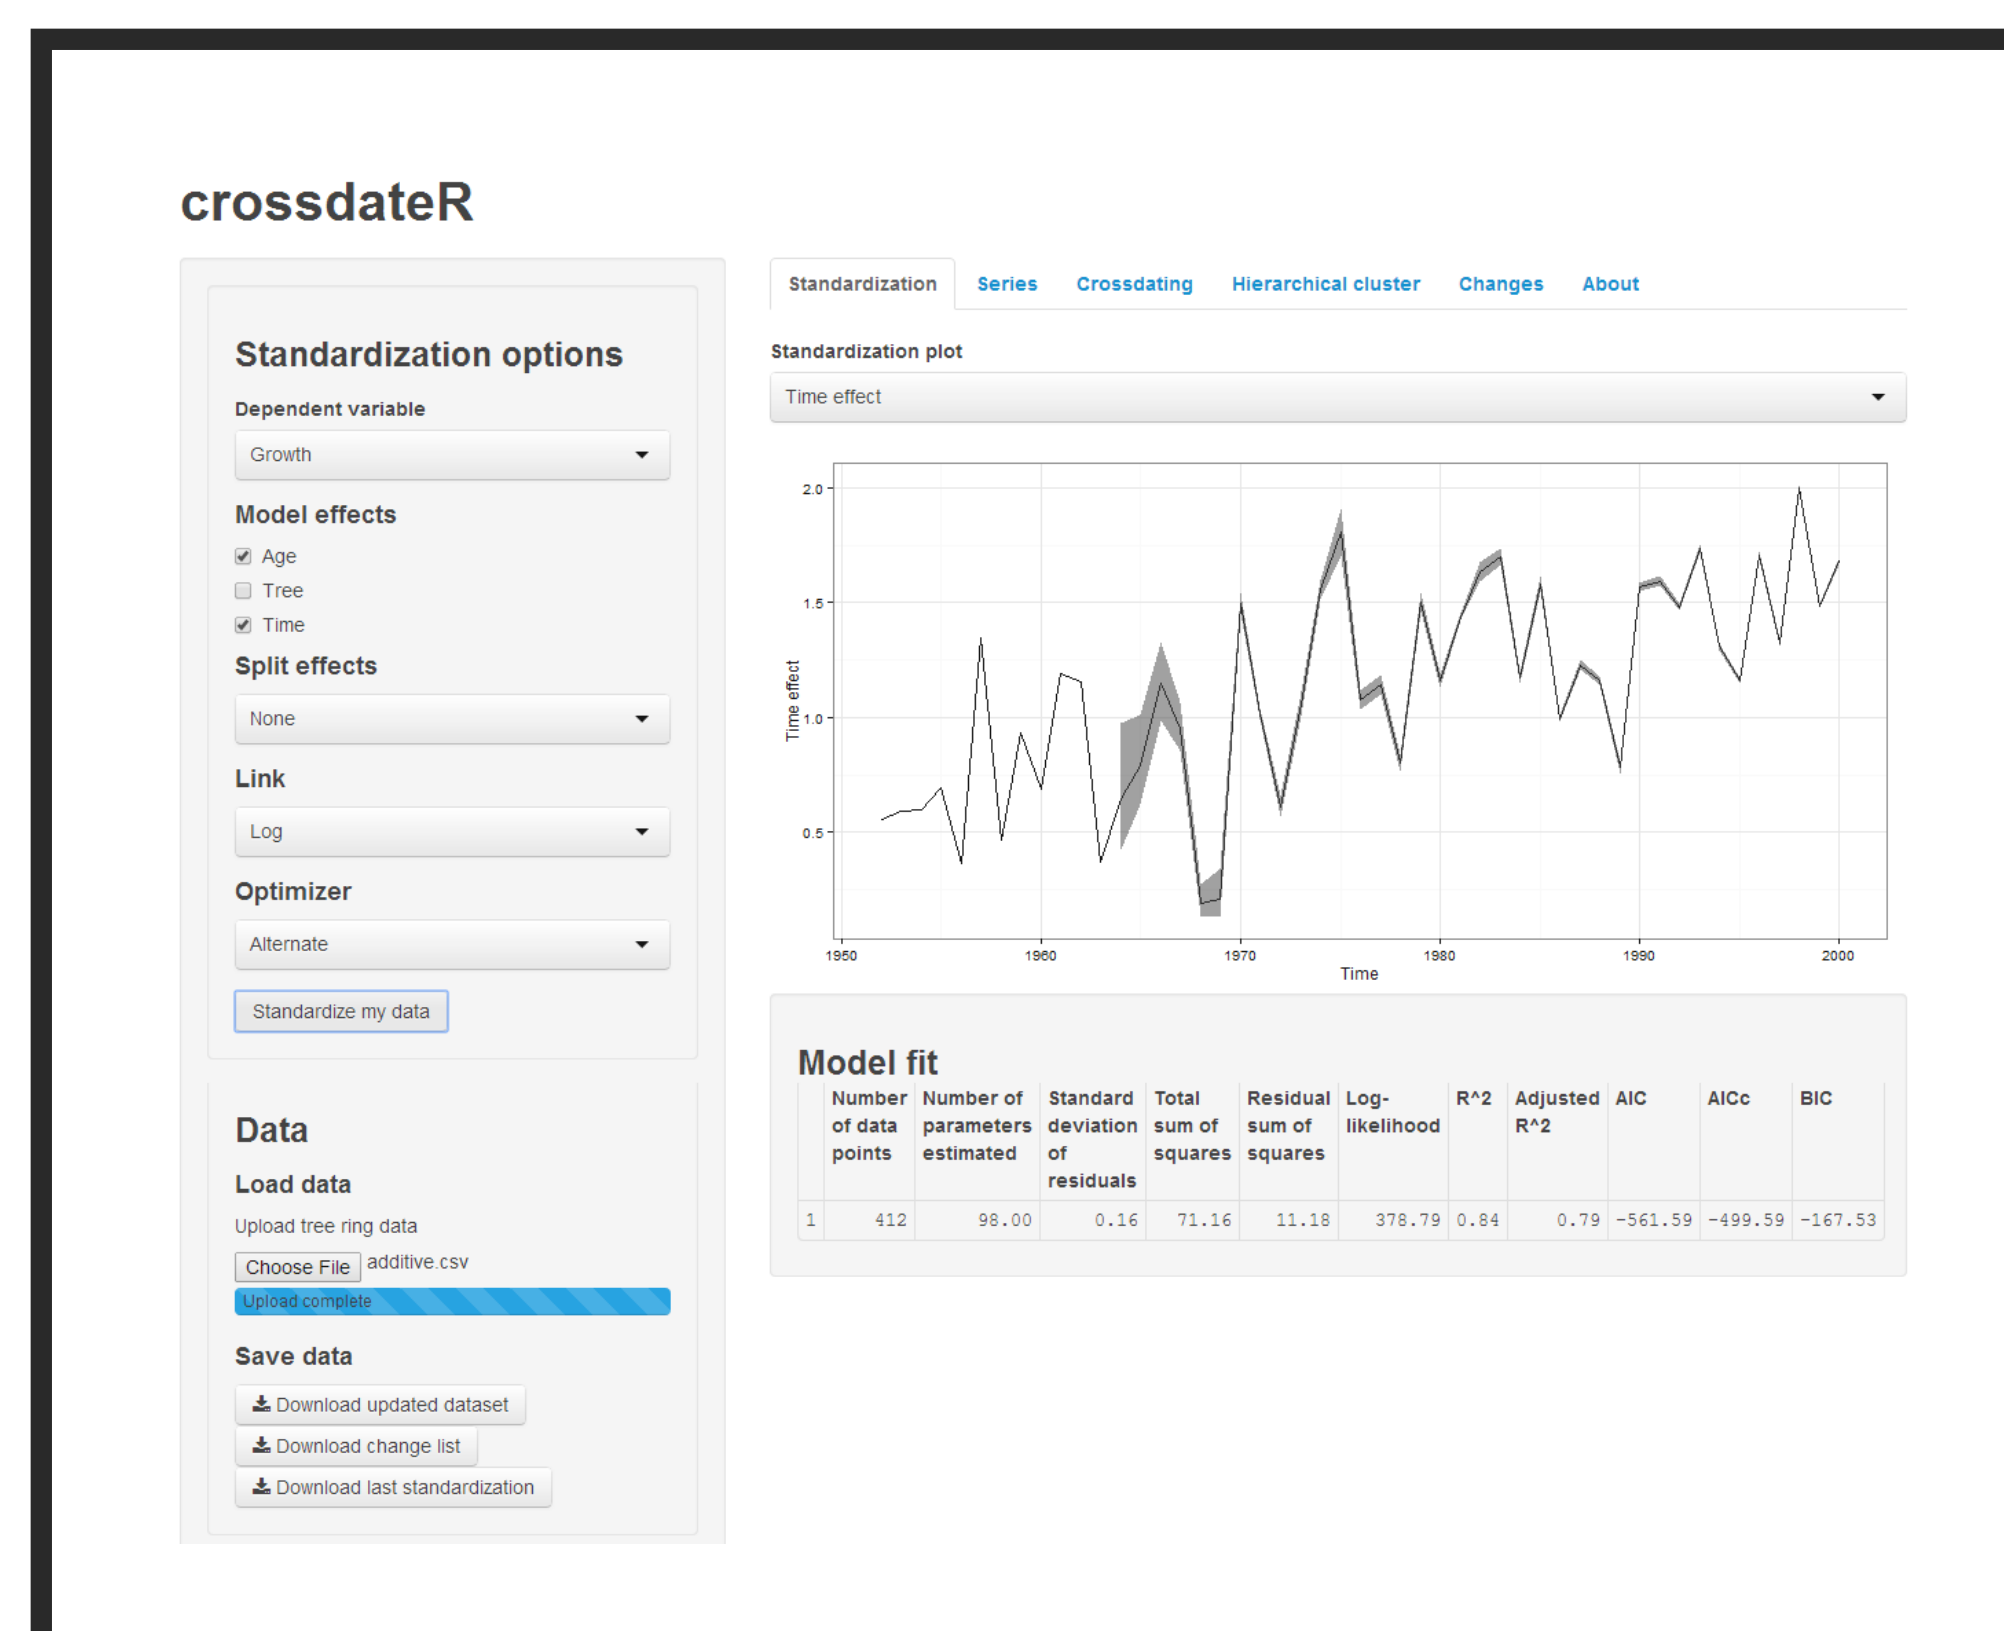 crossdateR
Standardization options
Dependent variable
Growth
Model effects
Age
Tree
Time
Split effects
None
Link
Log
Optimizer
Alternate
Standardize my data
Data
Load data
Upload tree ring data
Choose File additive.csv
Upload complete
Save data
Download updated dataset
Download change list
Download last standardization
Standardization Series Crossdating Hierarchical cluster Changes About
Standardization plot
Time effect
2.0
1.5
1.0
0.5
Time effect
1950 1960 1970 1980 1990 2000
Time
Model fit
Number Number of Standard Total Residual Log- R^2 Adjusted AIC AICc BIC
of data parameters deviation sum of sum of likelihood R^2
points estimated of squares squares
residuals
1 412 98.00 0.16 71.16 11.18 378.79 0.84 0.79 -561.59 -499.59 -167.53